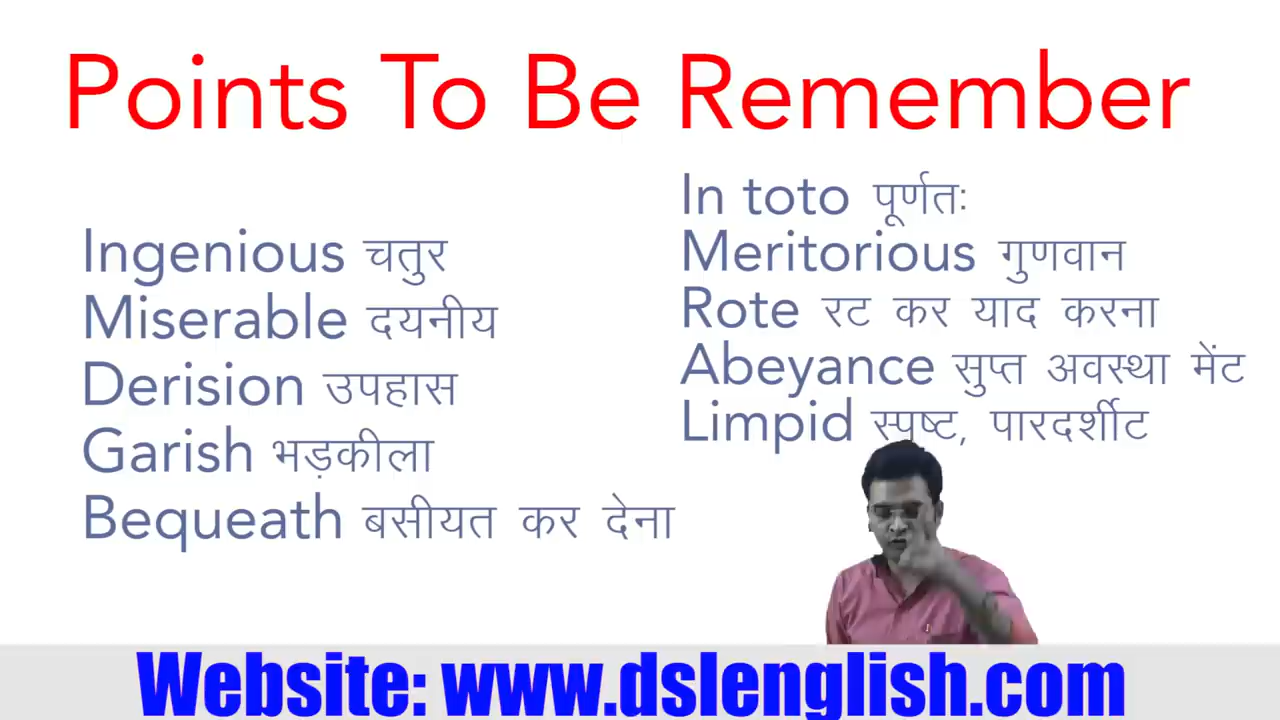 Points To Be Remember
Ingenious चतुर
Miserable दयनीय
Derision उपहास
Garish भड़कीला
Bequeath बसीयत कर देना
In toto पूर्णतः
Meritorious गुणवान
Rote रट कर याद करना
Abeyance सुप्त अवस्था मेंट
Limpid स्पष्ट, पारदर्शीट
Website: www.dslenglish.com